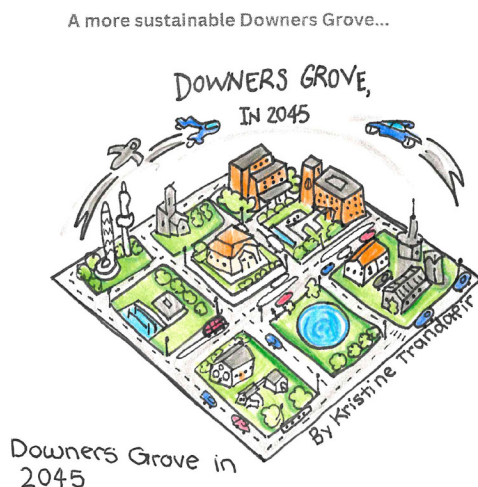 A more sustainable Downers Grove...
DOWNERS GROVE,
IN 2045
By Kristine Trandafir
Downers Grove in
2045